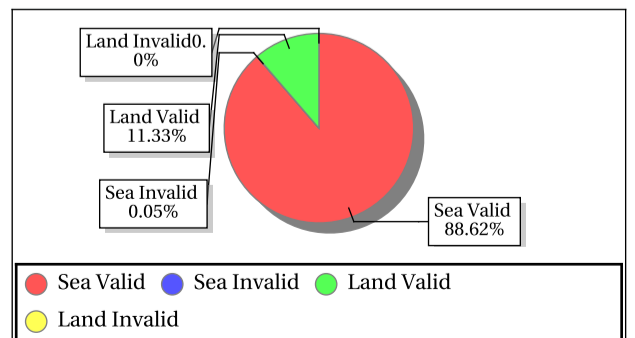 Land Invalid0.
0%
Land Valid
11.33%
Sea Invalid
0.05%
Sea Valid
88.62%
Sea Valid Sea Invalid Land Valid
Land Invalid